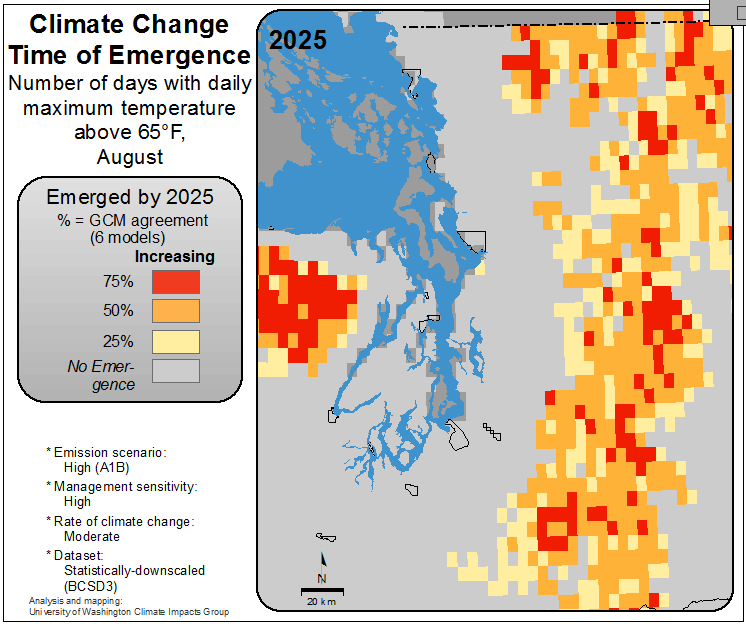 Climate Change
Time of Emergence
Number of days with daily
maximum temperature
above 65°F,
August
2025
Emerged by 2025
% = GCM agreement
(6 models)
Increasing
75%
50%
25%
No Emer-
gence
* Emission scenario:
High (A1B)
* Management sensitivity:
High
* Rate of climate change:
Moderate
* Dataset:
Statistically-downscaled
(BCSD3)
Analysis and mapping:
University of Washington Climate Impacts Group
N
20 km